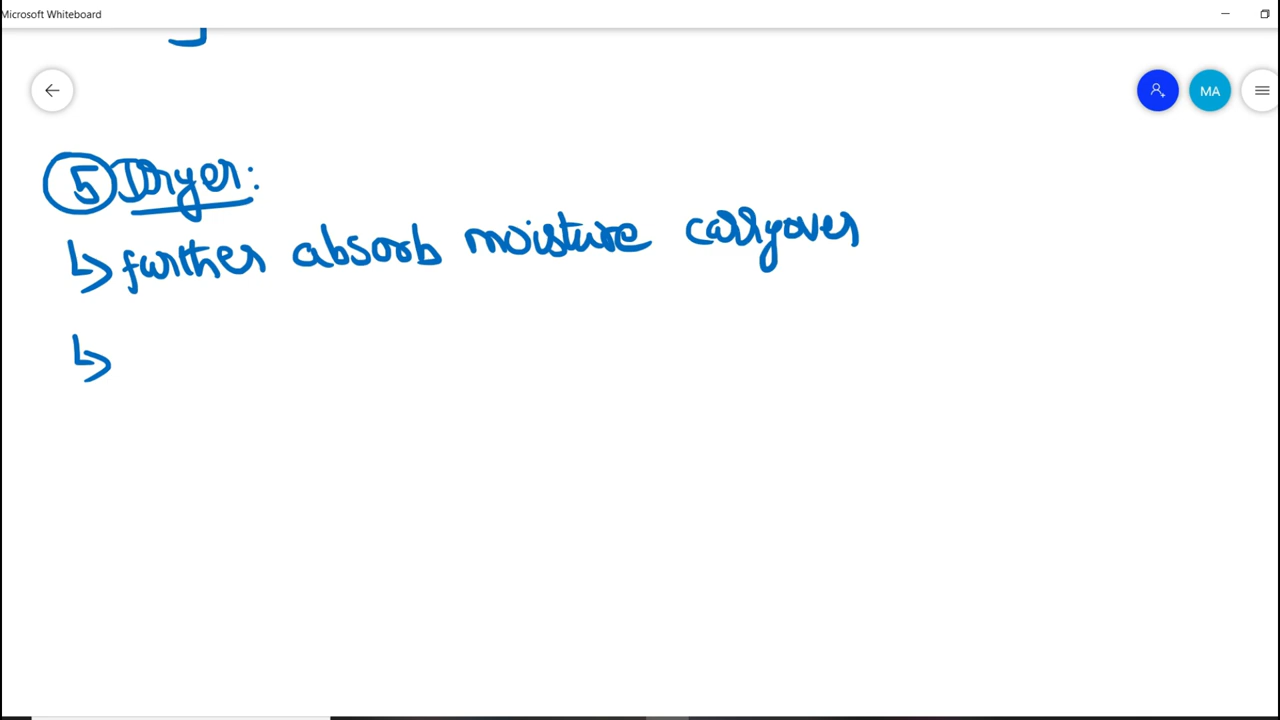 Microsoft Whiteboard
MA
5 Dryer:
↳ further absorb moisture carryover
↳